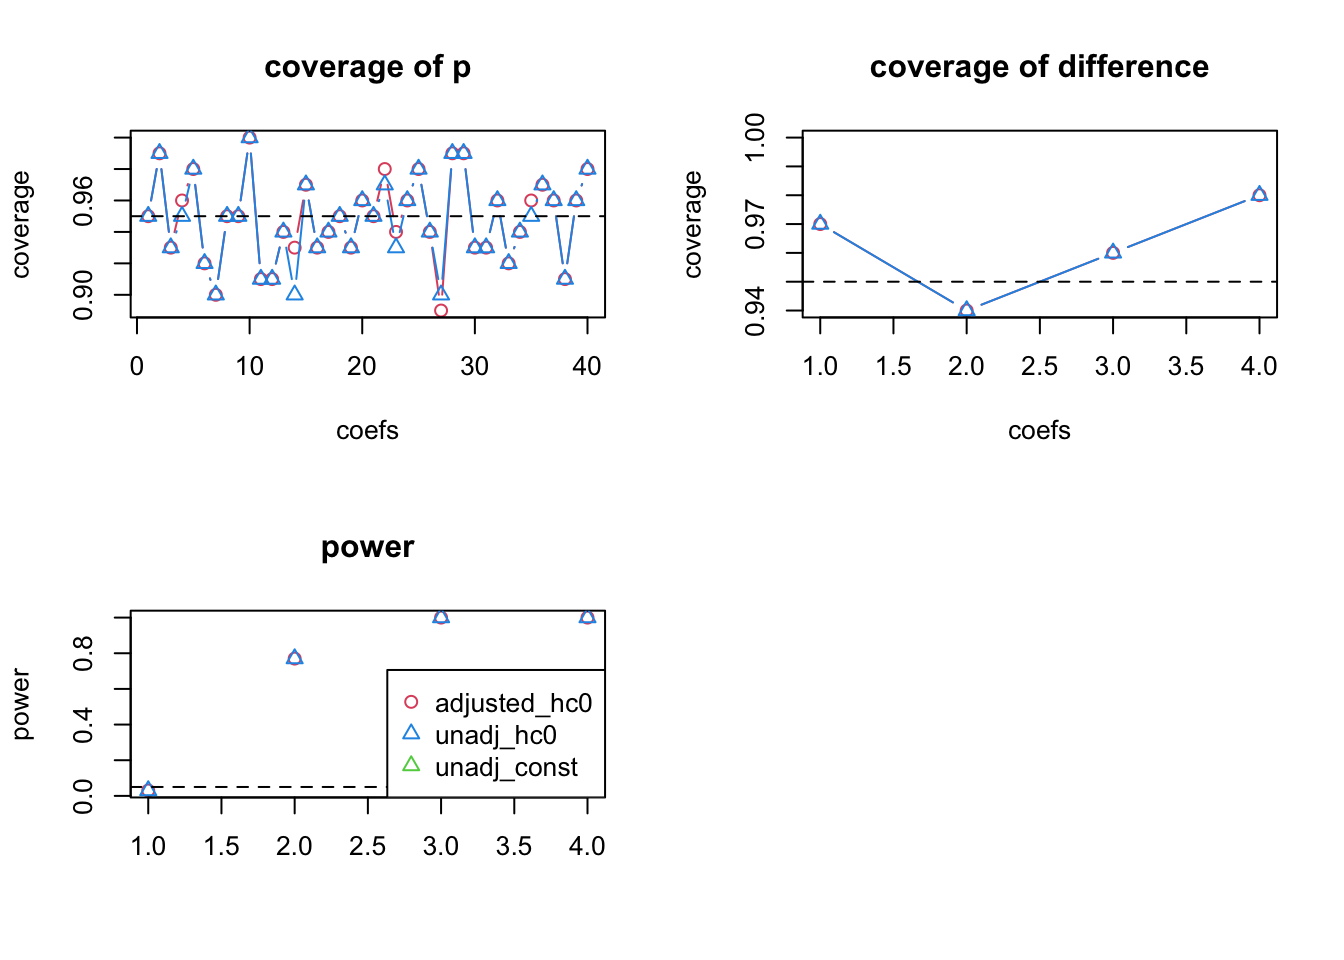 coverage of p
coverage
0.90 0.96
0 10 20 30 40
coefs
coverage of difference
coverage
0.94 0.97 1.00
1.0 1.5 2.0 2.5 3.0 3.5 4.0
coefs
power
power
0.0 0.4 0.8
adjusted_hc0
unadj_hc0
unadj_const
1.0 1.5 2.0 2.5 3.0 3.5 4.0